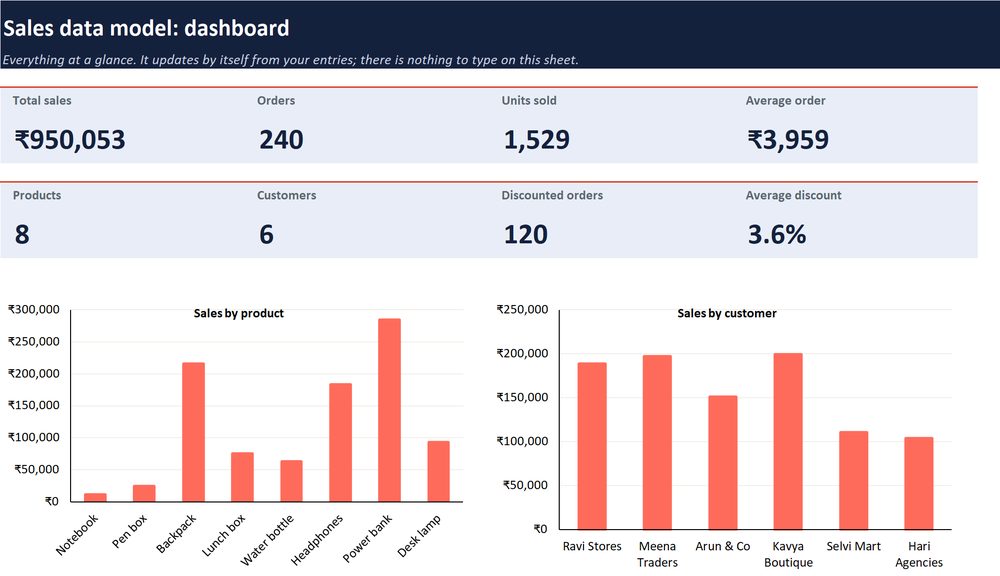 Sales data model: dashboard
Everything at a glance. It updates by itself from your entries; there is nothing to type on this sheet.
Total sales
Orders
Units sold
Average order
₹950,053
240
1,529
₹3,959
Products
Customers
Discounted orders
Average discount
8
6
120
3.6%
Sales by product
₹300,000
₹250,000
₹200,000
₹150,000
₹100,000
₹50,000
₹0
Notebook
Pen box
Backpack
Lunch box
Water bottle
Headphones
Power bank
Desk lamp
Sales by customer
₹250,000
₹200,000
₹150,000
₹100,000
₹50,000
₹0
Ravi Stores
Meena
Traders
Arun & Co
Kavya
Boutique
Selvi Mart
Hari
Agencies